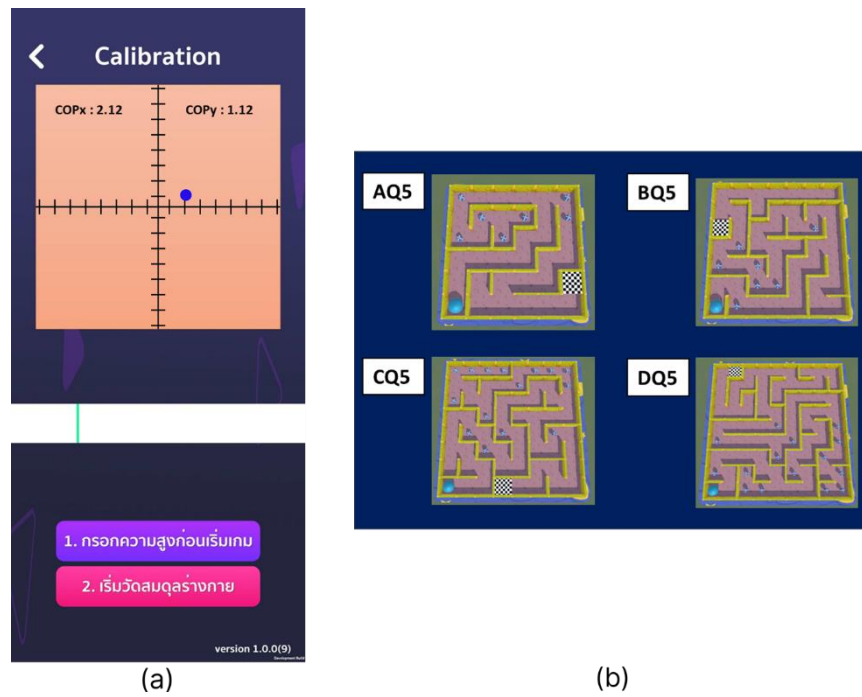 Calibration
COPx : 2.12 COPy : 1.12
1. กรอกความสูงก่อนเริ่มเกม
2. เริ่มวัดสมดุลร่างกาย
version 1.0.0(9)
Development Build
(a)
AQ5 BQ5
CQ5 DQ5
(b)